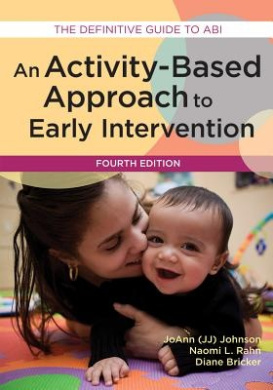 THE DEFINITIVE GUIDE TO ABI
An Activity-Based
Approach to
Early Intervention
FOURTH EDITION
JoAnn (JJ) Johnson
Naomi L. Rahn
Diane Bricker